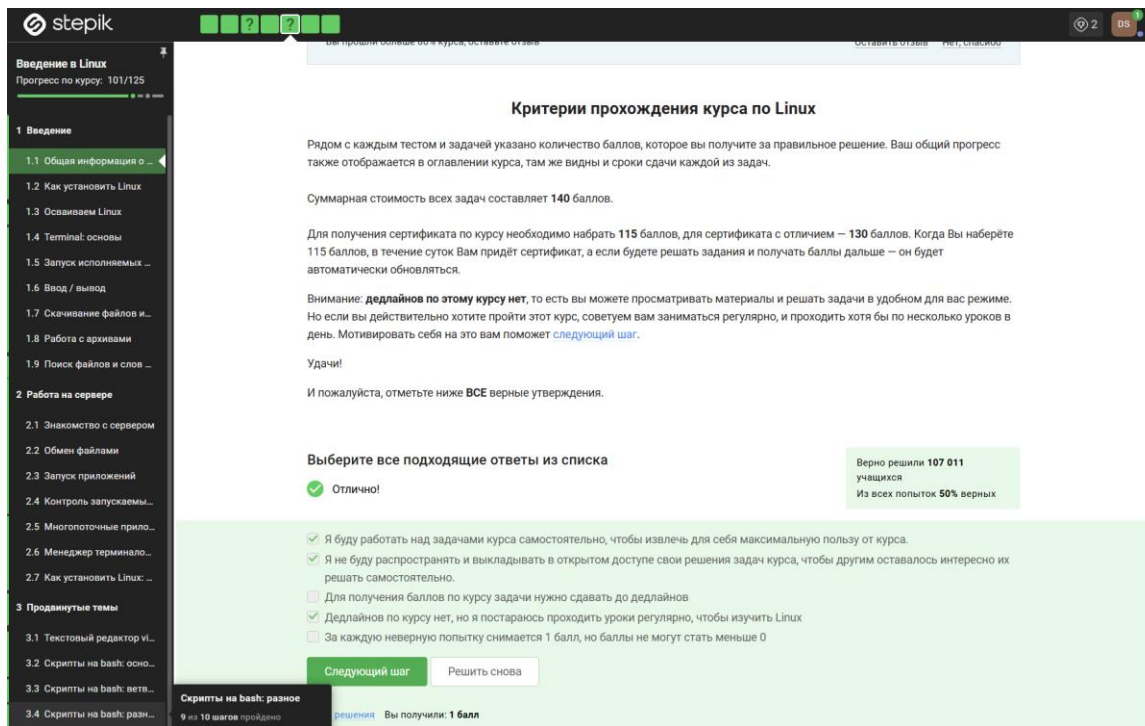 stepik
?
?
2
DS
1
Введение в Linux
Прогресс по курсу: 101/125
1 Введение
1.1 Общая информация о ...
1.2 Как установить Linux
1.3 Осваиваем Linux
1.4 Terminal: основы
1.5 Запуск исполняемых ...
1.6 Ввод / вывод
1.7 Скачивание файлов и...
1.8 Работа с архивами
1.9 Поиск файлов и слов ...
2 Работа на сервере
2.1 Знакомство с сервером
2.2 Обмен файлами
2.3 Запуск приложений
2.4 Контроль запускаемы...
2.5 Многопоточные прило...
2.6 Менеджер терминало...
2.7 Как установить Linux: ...
3 Продвинутые темы
3.1 Текстовый редактор vi...
3.2 Скрипты на bash: осно...
3.3 Скрипты на bash: ветв...
3.4 Скрипты на bash: разн...
Скрипты на bash: разное
9 из 10 шагов пройдено
Вы прошли больше 80% курса, оставьте отзыв
Оставить отзыв Нет, спасибо
Критерии прохождения курса по Linux
Рядом с каждым тестом и задачей указано количество баллов, которое вы получите за правильное решение. Ваш общий прогресс
также отображается в оглавлении курса, там же видны и сроки сдачи каждой из задач.
Суммарная стоимость всех задач составляет 140 баллов.
Для получения сертификата по курсу необходимо набрать 115 баллов, для сертификата с отличием — 130 баллов. Когда Вы наберёте
115 баллов, в течение суток Вам придёт сертификат, а если будете решать задания и получать баллы дальше — он будет
автоматически обновляться.
Внимание: дедлайнов по этому курсу нет, то есть вы можете просматривать материалы и решать задачи в удобном для вас режиме.
Но если вы действительно хотите пройти этот курс, советуем вам заниматься регулярно, и проходить хотя бы по несколько уроков в
день. Мотивировать себя на это вам поможет следующий шаг.
Удачи!
И пожалуйста, отметьте ниже ВСЕ верные утверждения.
Выберите все подходящие ответы из списка
Отлично!
Верно решили 107 011
учащихся
Из всех попыток 50% верных
Я буду работать над задачами курса самостоятельно, чтобы извлечь для себя максимальную пользу от курса.
Я не буду распространять и выкладывать в открытом доступе свои решения задач курса, чтобы другим оставалось интересно их
решать самостоятельно.
Для получения баллов по курсу задачи нужно сдавать до дедлайнов
Дедлайнов по курсу нет, но я постараюсь проходить уроки регулярно, чтобы изучить Linux
За каждую неверную попытку снимается 1 балл, но баллы не могут стать меньше 0
Следующий шаг
Решить снова
решения Вы получили: 1 балл